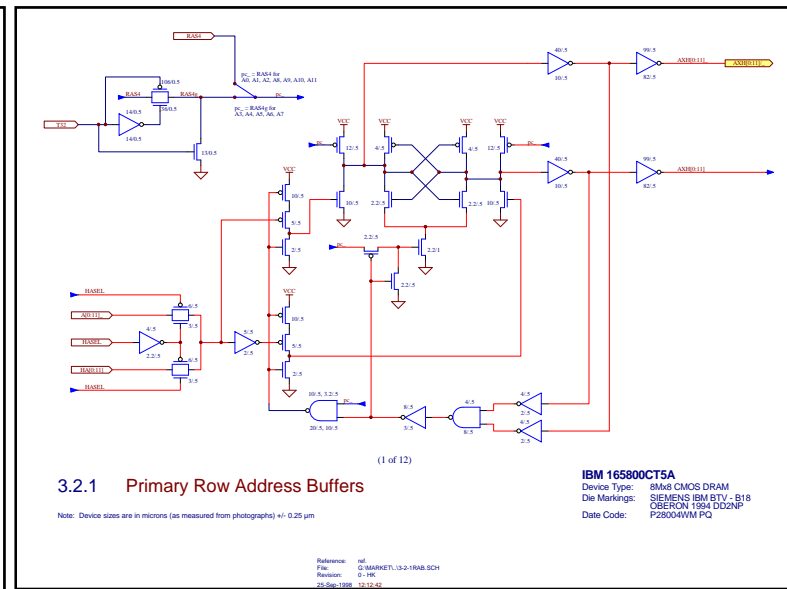 RAS4
pc_ = RAS4 for
A0, A1, A2, A8, A9, A10, A11
106/0.5
RAS4
RAS4g
pc_
36/0.5
pc_ = RAS4g for
A3, A4, A5, A6, A7
TS2
14/0.5
14/0.5
13/0.5
40/.5
10/.5
99/.5
82/.5
AXH[0:11]_
AXH[0:11]_
VCC
VCC
VCC
VCC
pc_
12/.5
4/.5
4/.5
12/.5
pc_
10/.5
2.2/.5
2.2/.5
10/.5
40/.5
10/.5
99/.5
82/.5
AXH[0:11]
VCC
10/.5
5/.5
2/.5
pc_
2.2/.5
2.2/1
2.2/.5
HASEL
A[0:11]_
6/.5
3/.5
HASEL
4/.5
2.2/.5
5/.5
2/.5
HA[0:11]
6/.5
3/.5
HASEL
VCC
10/.5
5/.5
2/.5
10/.5, 3.2/.5
pc_
20/.5, 10/.5
8/.5
3/.5
4/.5
8/.5
4/.5
2/.5
4/.5
2/.5
(1 of 12)
3.2.1 Primary Row Address Buffers
Note: Device sizes are in microns (as measured from photographs) +/- 0.25 µm
IBM 165800CT5A
Device Type: 8Mx8 CMOS DRAM
Die Markings: SIEMENS IBM BTV - B18
OBERON 1994 DD2NP
Date Code: P28004WM PQ
Reference: ref.
File: G:\MARKET\..\3-2-1RAB.SCH
Revision: 0 - HK
25-Sep-1998 12:12:42